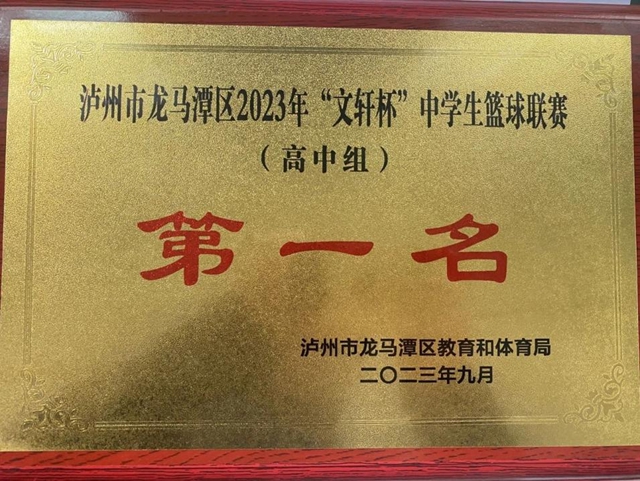 泸州市龙马潭区2023年“文轩杯”中学生篮球联赛
（高中组）
第一名
泸州市龙马潭区教育和体育局
二〇二三年九月